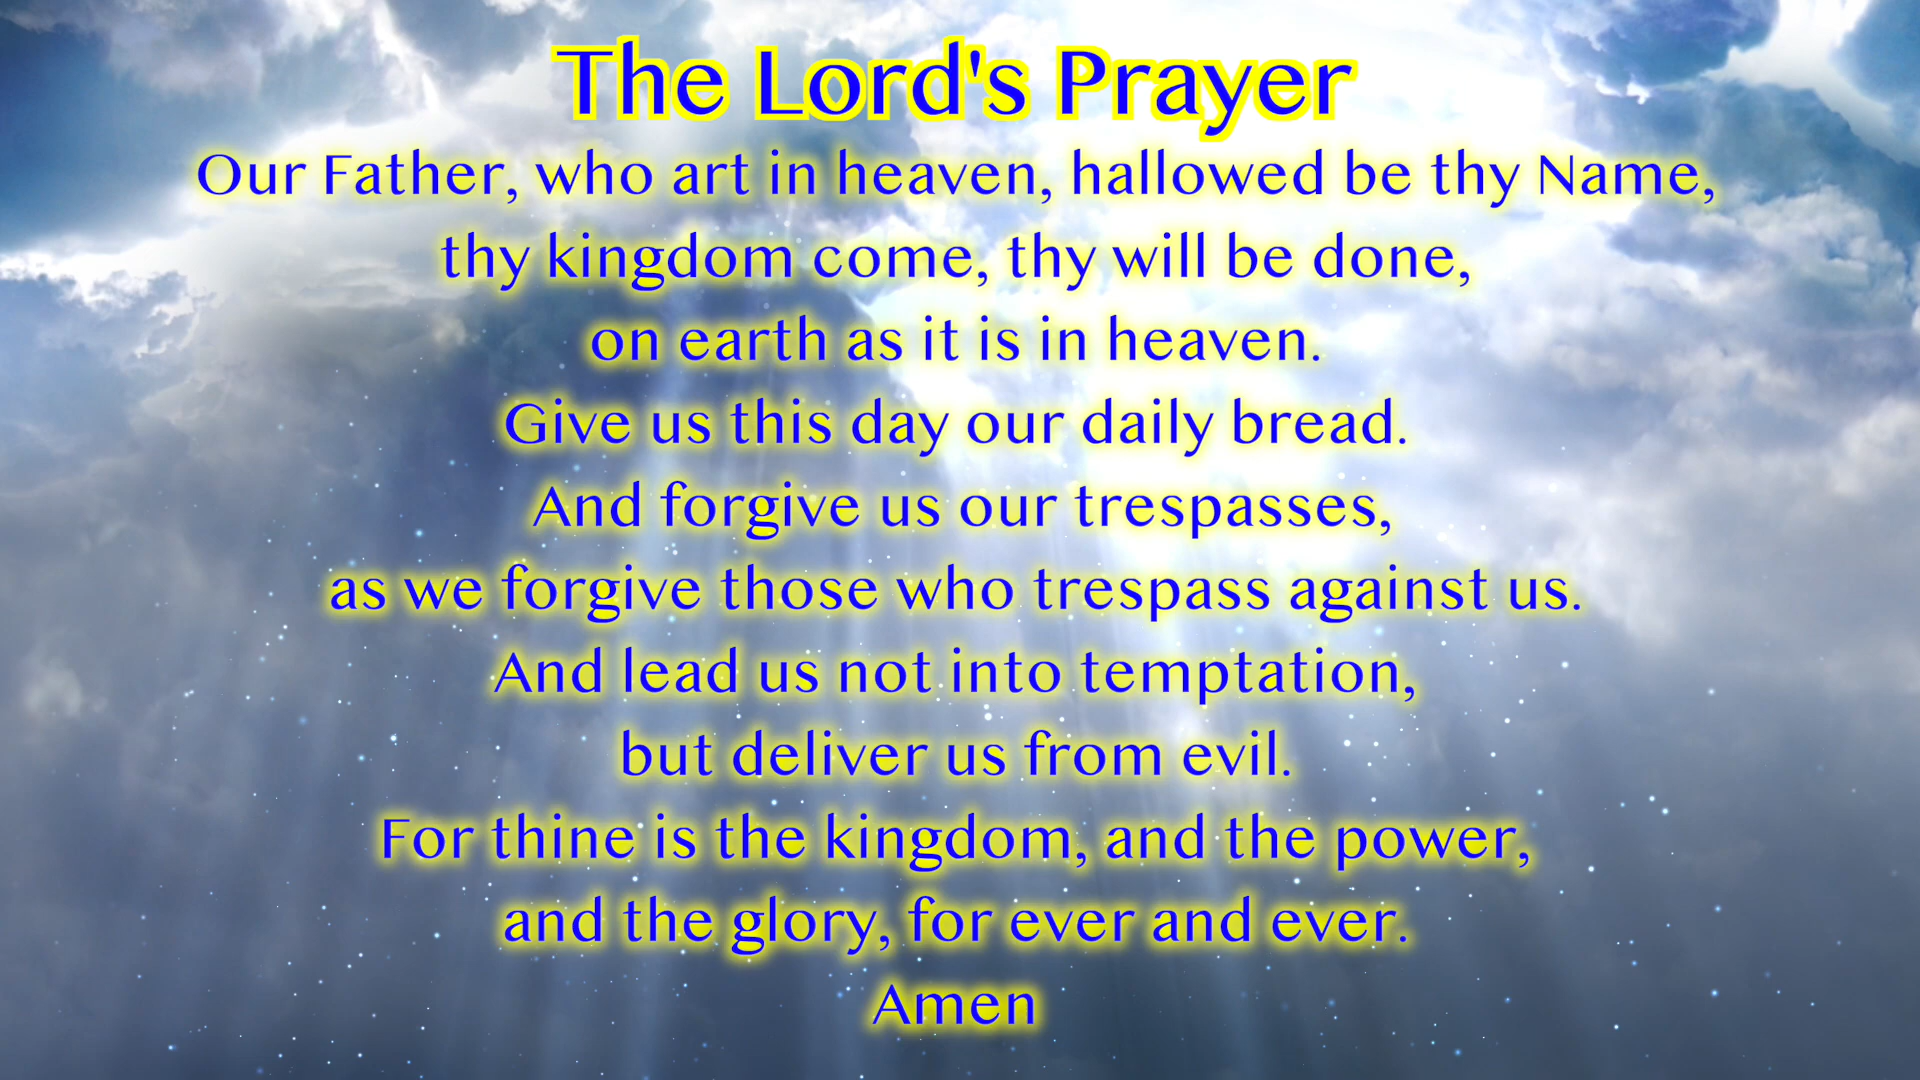 The Lord's Prayer
Our Father, who art in heaven, hallowed be thy Name,
thy kingdom come, thy will be done,
on earth as it is in heaven.
Give us this day our daily bread.
And forgive us our trespasses,
as we forgive those who trespass against us.
And lead us not into temptation,
but deliver us from evil.
For thine is the kingdom, and the power,
and the glory, for ever and ever.
Amen